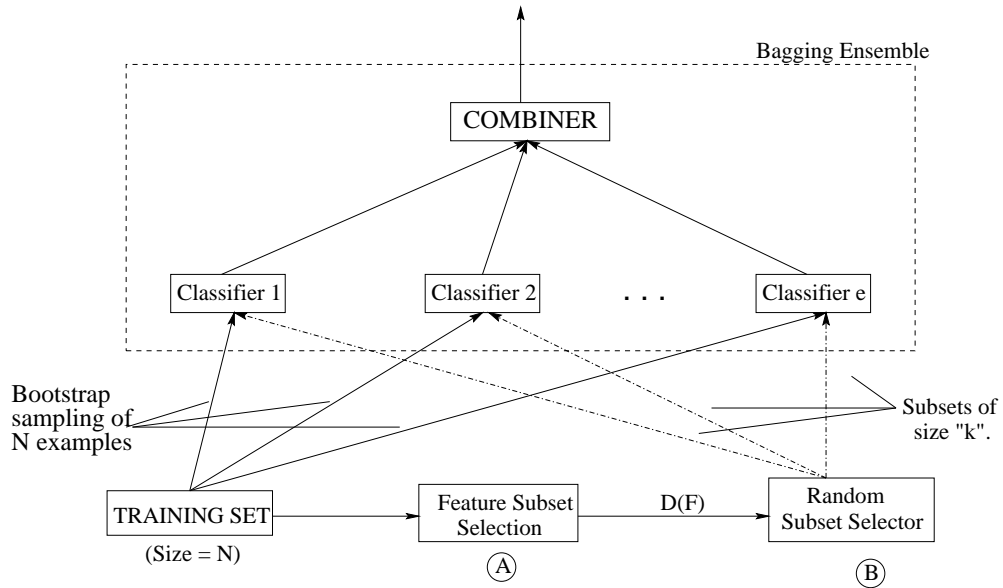 Bagging Ensemble
COMBINER
Classifier 1
Classifier 2
. . .
Classifier e
Bootstrap
sampling of
N examples
Subsets of
size "k".
TRAINING SET
(Size = N)
Feature Subset
Selection
A
D(F)
Random
Subset Selector
B